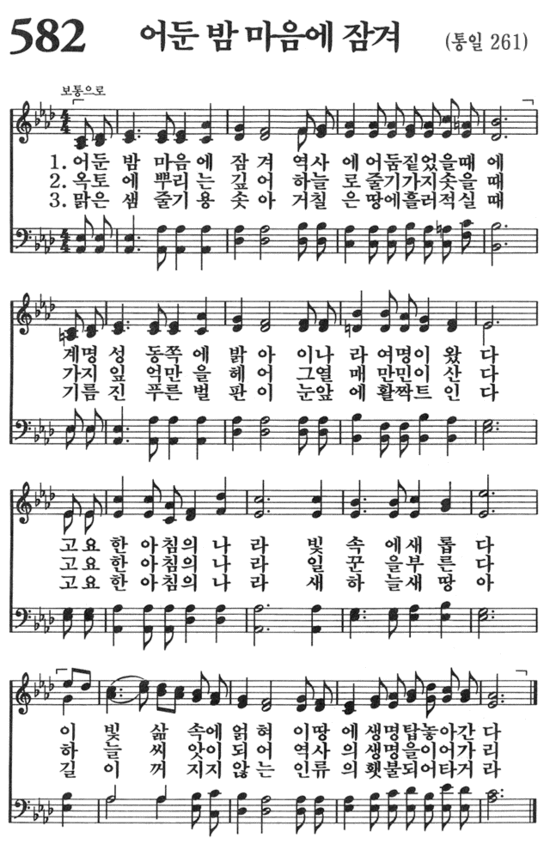 582 어둔 밤 마음에 잠겨 (통일 261)
보통으로
1. 어둔 밤 마음에 잠겨 역사에 어둠짙었을때에
2. 옥토에 뿌리는 깊어 하늘로 줄기가지솟을때
3. 맑은 샘 줄기용솟아 거칠은 땅에흘러적실때
계명성 동쪽에 밝아 이나라 여명이 왔다
가지잎 억만을 헤어 그열매 만민이 산다
기름진 푸른벌판이 눈앞에 활짝트인다
고요한아침의 나라 빛 속에새롭다
고요한아침의 나라 일꾼을부른다
고요한아침의 나라 새하늘새땅아
이 빛 삶 속에얽혀 이땅에생명탑놓아간다
하늘 씨앗이되어 역사의생명을이어가리
길이 꺼지지않는 인류의횃불되어타거라